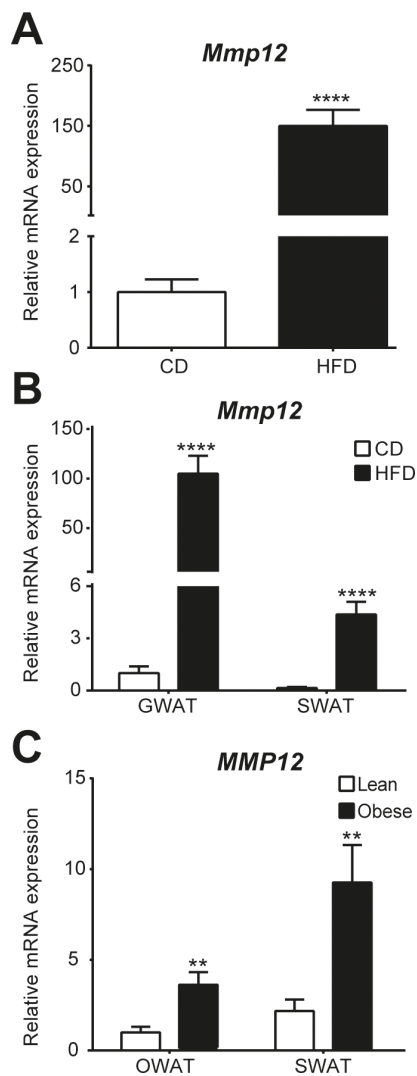 A
Mmp12
Relative mRNA expression
250
150
50
2
1
0
****
CD
HFD
B
Mmp12
Relative mRNA expression
150
100
50
6
3
0
****
****
CD
HFD
GWAT
SWAT
C
MMP12
Relative mRNA expression
15
10
5
0
**
**
Lean
Obese
OWAT
SWAT